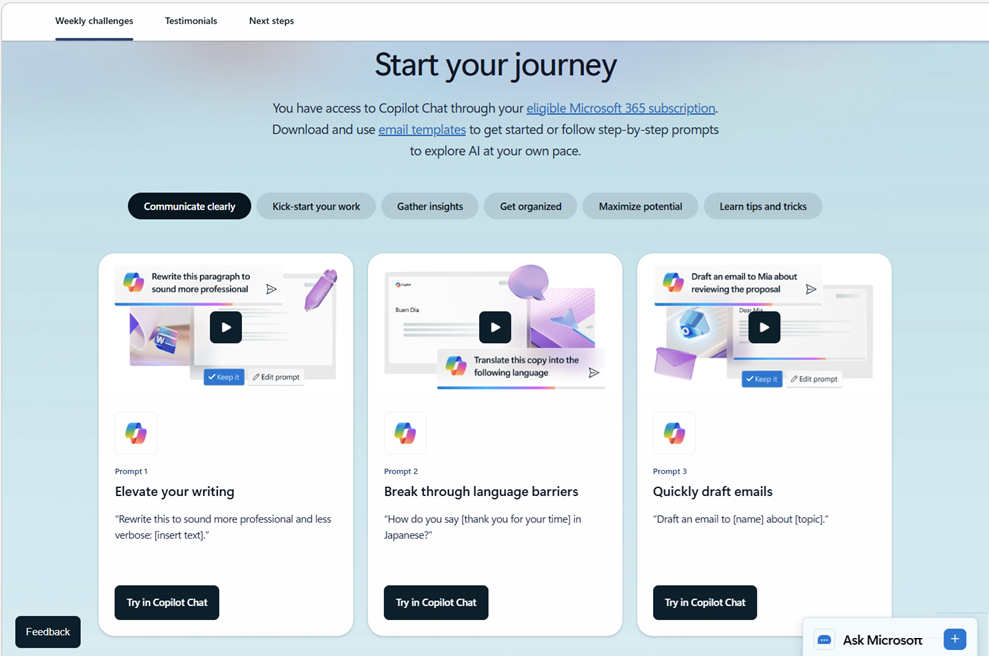 Weekly challenges Testimonials Next steps
Start your journey
You have access to Copilot Chat through your eligible Microsoft 365 subscription.
Download and use email templates to get started or follow step-by-step prompts
to explore AI at your own pace.
Communicate clearly Kick-start your work Gather insights Get organized Maximize potential Learn tips and tricks
Rewrite this paragraph to
sound more professional
Keep it Edit prompt
Copilot
Buen Dia
Translate this copy into the
following language
Draft an email to Mia about
reviewing the proposal
Dear Mia
Keep it Edit prompt
Prompt 1
Elevate your writing
“Rewrite this to sound more professional and less
verbose: [insert text].”
Try in Copilot Chat
Prompt 2
Break through language barriers
“How do you say [thank you for your time] in
Japanese?”
Try in Copilot Chat
Prompt 3
Quickly draft emails
“Draft an email to [name] about [topic].”
Try in Copilot Chat
Feedback
Ask Microsoft